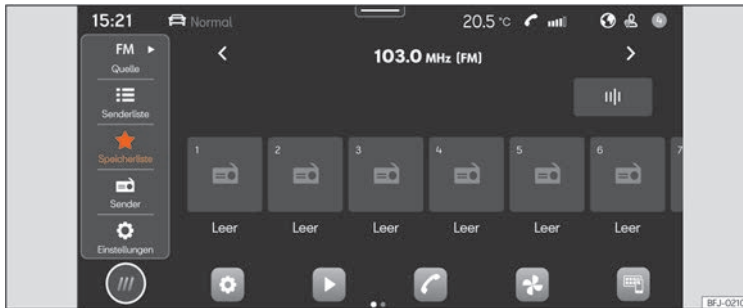 15:21 Normal 20.5 °C 4
FM
Quelle
103.0 MHz (FM)
Senderliste
Speicherliste
1 2 3 4 5 6 7
Sender
Leer Leer Leer Leer Leer Leer
Einstellungen
BFJ-0210